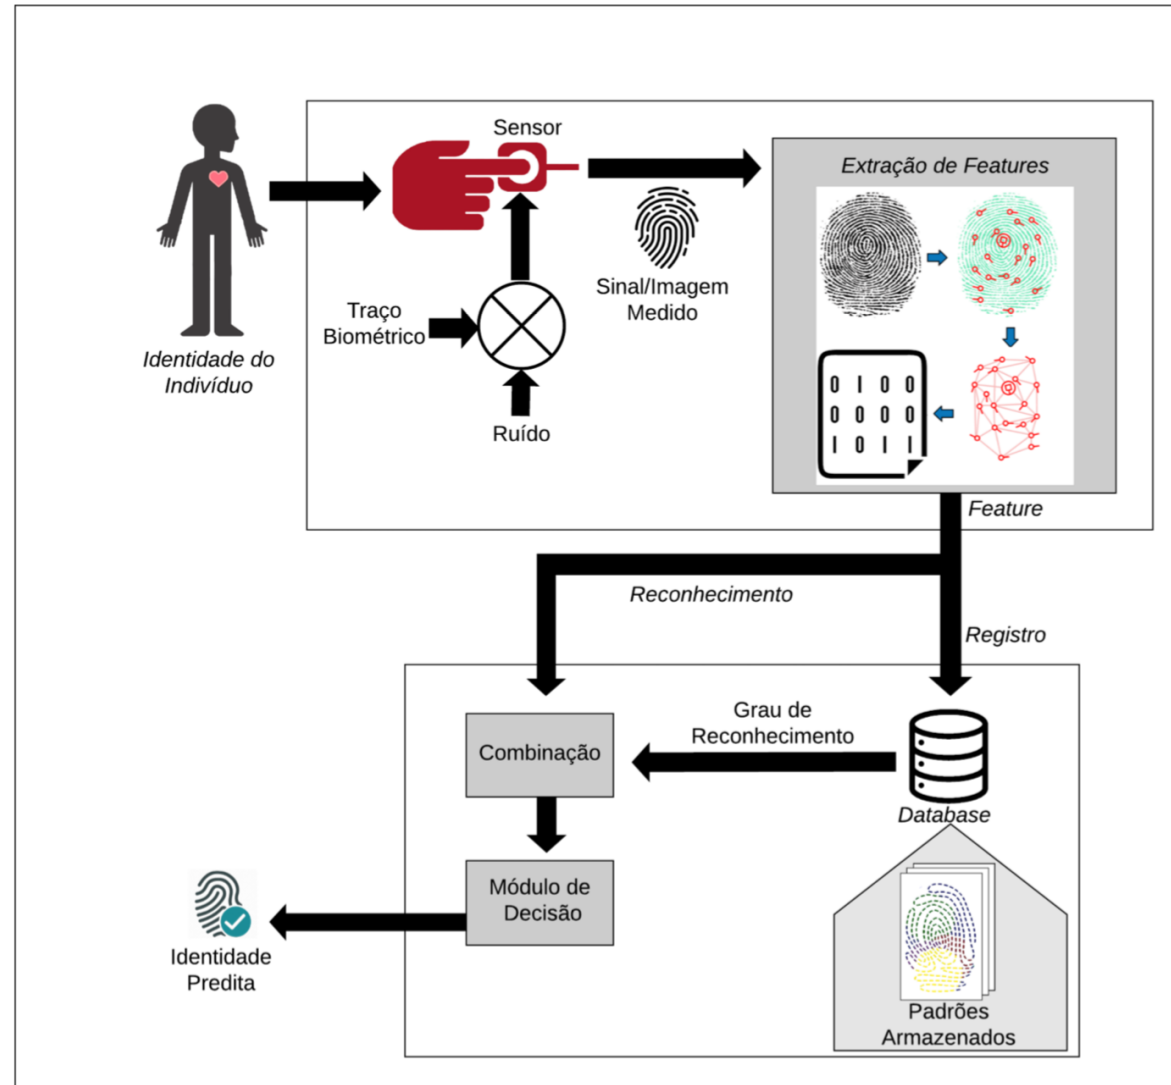 Sensor
Extração de Features
Sinal/Imagem
Medido
Traço
Biométrico
Identidade do
Indivíduo
Ruído
0 1 0 0
0 0 0 0
1 0 1 1
Feature
Reconhecimento
Registro
Grau de
Reconhecimento
Combinação
Database
Módulo de
Decisão
Identidade
Predita
Padrões
Armazenados